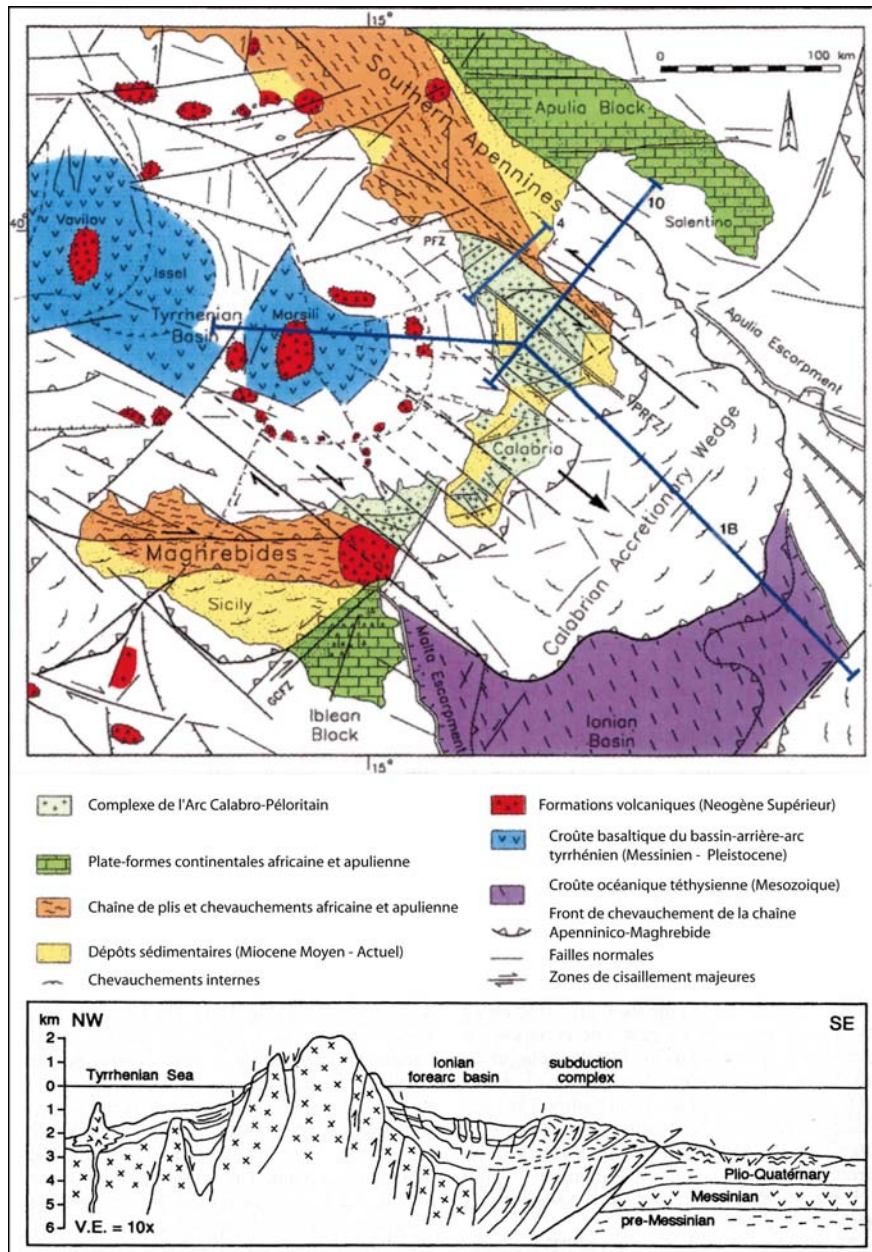 15°
0 100 km
Southern Apennines
Apulia Block
40°
Vavilov
Issel
10
4
PFZ
Salentino
Tyrrhenian
Basin
Marsili
Apulia Escorpment
PRFZ
Calabria
Calabrian Accretionary Wedge
1B
Maghrebides
Sicily
Malta Escarpment
GCFZ
Iblean
Block
Ionian
Basin
15°
Complexe de l'Arc Calabro-Péloritain
Plate-formes continentales africaine et apulienne
Chaîne de plis et chevauchements africaine et apulienne
Dépôts sédimentaires (Miocene Moyen - Actuel)
Chevauchements internes
Formations volcaniques (Neogène Supérieur)
Croûte basaltique du bassin-arrière-arc
tyrrhénien (Messinien - Pleistocene)
Croûte océanique téthysienne (Mesozoique)
Front de chevauchement de la chaîne
Apenninico-Maghrebide
Failles normales
Zones de cisaillement majeures
km NW SE
2
1
0
1
2
3
4
5
6
Tyrrhenian Sea
Ionian
forearc basin
subduction
complex
Plio-Quaternary
Messinian
pre-Messinian
V.E. = 10x